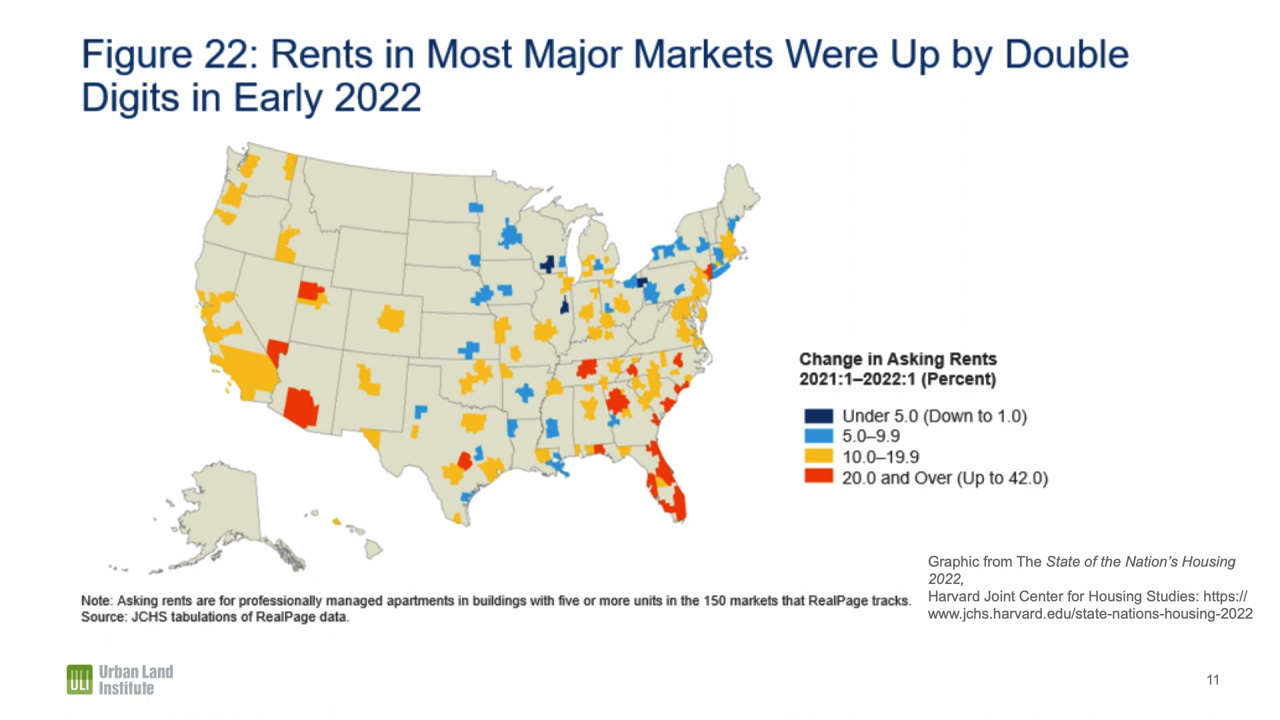 Figure 22: Rents in Most Major Markets Were Up by Double
Digits in Early 2022
Change in Asking Rents
2021:1–2022:1 (Percent)
Under 5.0 (Down to 1.0)
5.0–9.9
10.0–19.9
20.0 and Over (Up to 42.0)
Graphic from The State of the Nation’s Housing
2022,
Harvard Joint Center for Housing Studies: https://
www.jchs.harvard.edu/state-nations-housing-2022
Note: Asking rents are for professionally managed apartments in buildings with five or more units in the 150 markets that RealPage tracks.
Source: JCHS tabulations of RealPage data.
ULI
Urban Land
Institute
11